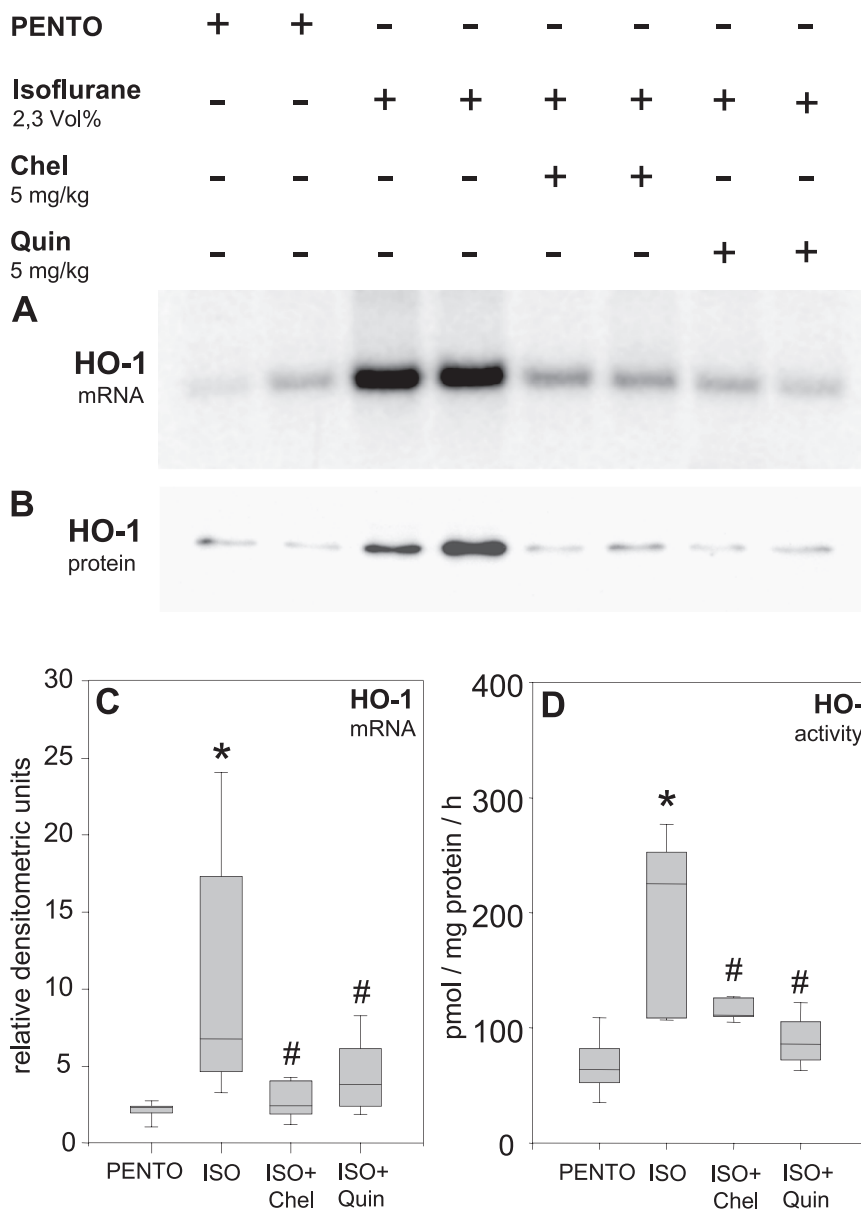 PENTO + + - - - - - -
Isoflurane - - + + + + + +
2,3 Vol%
Chel - - - - + + - -
5 mg/kg
Quin - - - - - - + +
5 mg/kg
A
HO-1
mRNA
B
HO-1
protein
C
HO-1
mRNA
relative densitometric units
30
25
20
15
10
5
0
*
#
#
PENTO ISO ISO+ ISO+
Chel Quin
D
HO-
activity
pmol / mg protein / h
400
300
200
100
0
*
#
#
PENTO ISO ISO+ ISO+
Chel Quin